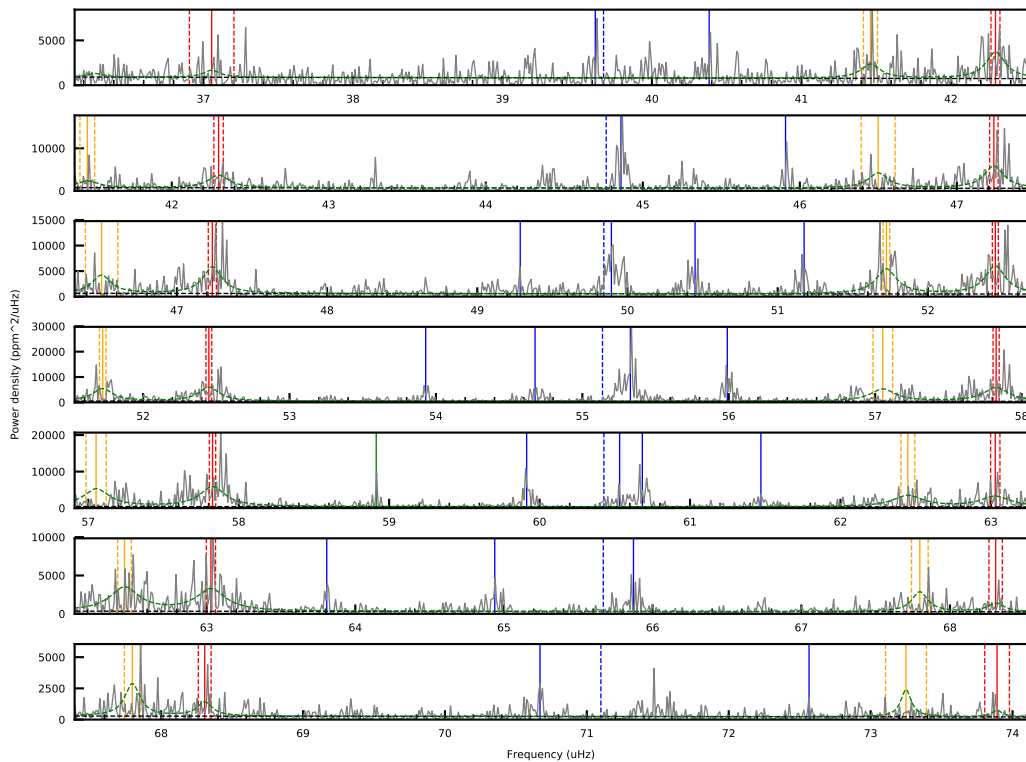 5000
0
37 38 39 40 41 42
10000
0
42 43 44 45 46 47
15000
10000
5000
0
47 48 49 50 51 52
30000
20000
10000
0
52 53 54 55 56 57 58
Power density (ppm^2/uHz)
20000
10000
0
57 58 59 60 61 62 63
10000
5000
0
63 64 65 66 67 68
5000
2500
0
68 69 70 71 72 73 74
Frequency (uHz)